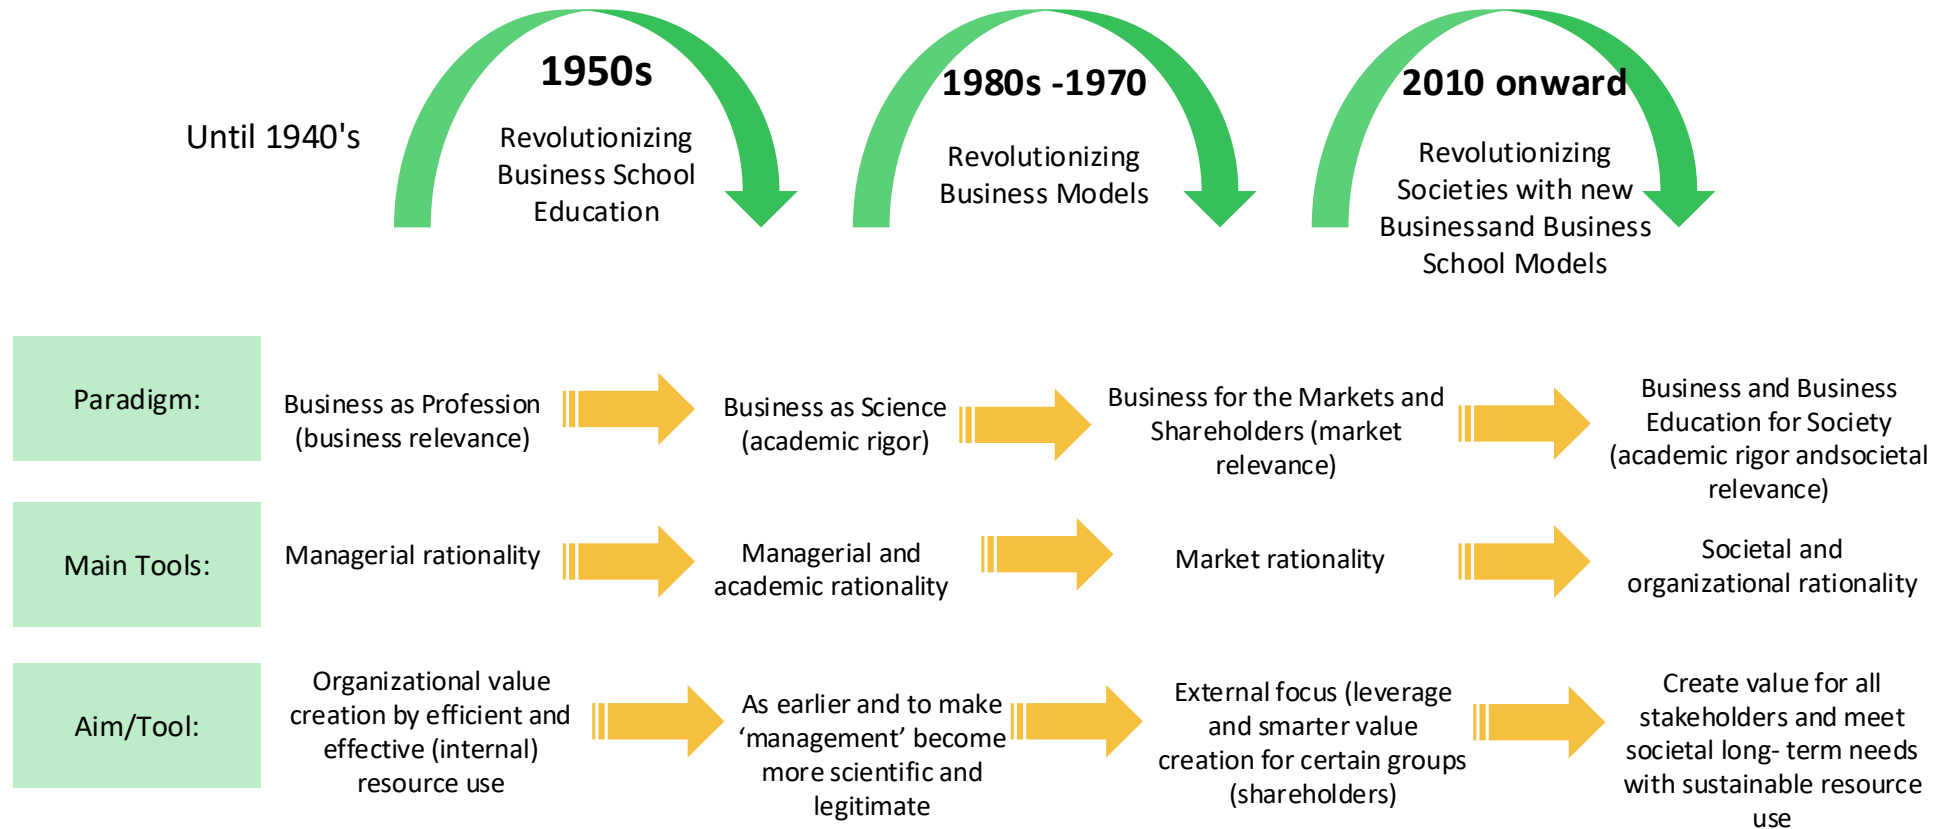 Until 1940's
1950s
Revolutionizing
Business School
Education
1980s -1970
Revolutionizing
Business Models
2010 onward
Revolutionizing
Societies with new
Businessand Business
School Models
Paradigm:
Business as Profession
(business relevance)
Business as Science
(academic rigor)
Business for the Markets and
Shareholders (market
relevance)
Business and Business
Education for Society
(academic rigor andsocietal
relevance)
Main Tools:
Managerial rationality
Managerial and
academic rationality
Market rationality
Societal and
organizational rationality
Aim/Tool:
Organizational value
creation by efficient and
effective (internal)
resource use
As earlier and to make
‘management’ become
more scientific and
legitimate
External focus (leverage
and smarter value
creation for certain groups
(shareholders)
Create value for all
stakeholders and meet
societal long- term needs
with sustainable resource
use